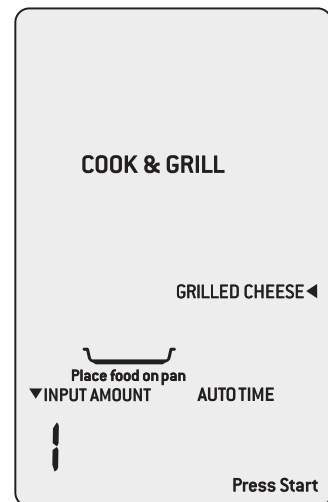 COOK & GRILL
GRILLED CHEESE◀
Place food on pan
▼INPUT AMOUNT AUTO TIME
1
Press Start